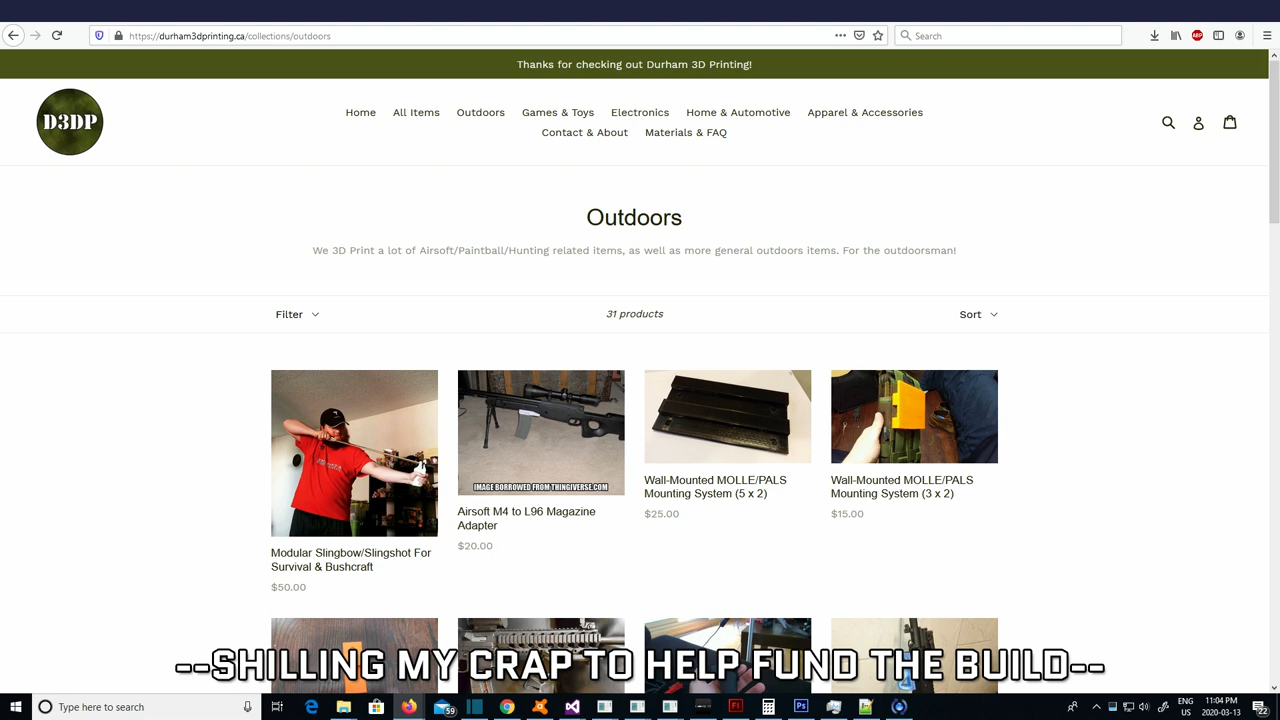 https://durham3dprinting.ca/collections/outdoors
Search
ABP
Thanks for checking out Durham 3D Printing!
D3DP
Home All Items Outdoors Games & Toys Electronics Home & Automotive Apparel & Accessories
Contact & About Materials & FAQ
Outdoors
We 3D Print a lot of Airsoft/Paintball/Hunting related items, as well as more general outdoors items. For the outdoorsman!
Filter
31 products
Sort
IMAGE BORROWED FROM THINGIVERSE.COM
Modular Slingbow/Slingshot For
Survival & Bushcraft
$50.00
Airsoft M4 to L96 Magazine
Adapter
$20.00
Wall-Mounted MOLLE/PALS
Mounting System (5 x 2)
$25.00
Wall-Mounted MOLLE/PALS
Mounting System (3 x 2)
$15.00
--SHILLING MY CRAP TO HELP FUND THE BUILD--
Type here to search
59
Fl
Ps
ENG
US
11:04 PM
2020-03-13
22